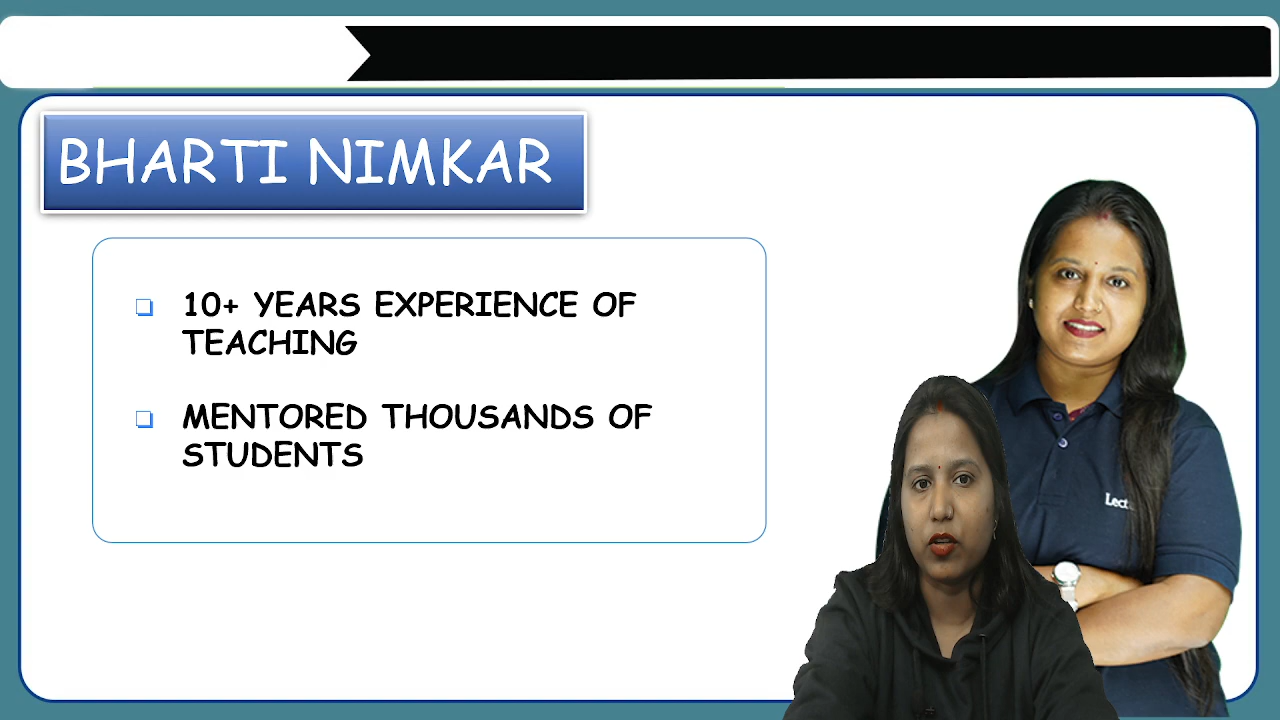 BHARTI NIMKAR
10+ YEARS EXPERIENCE OF
TEACHING
MENTORED THOUSANDS OF
STUDENTS